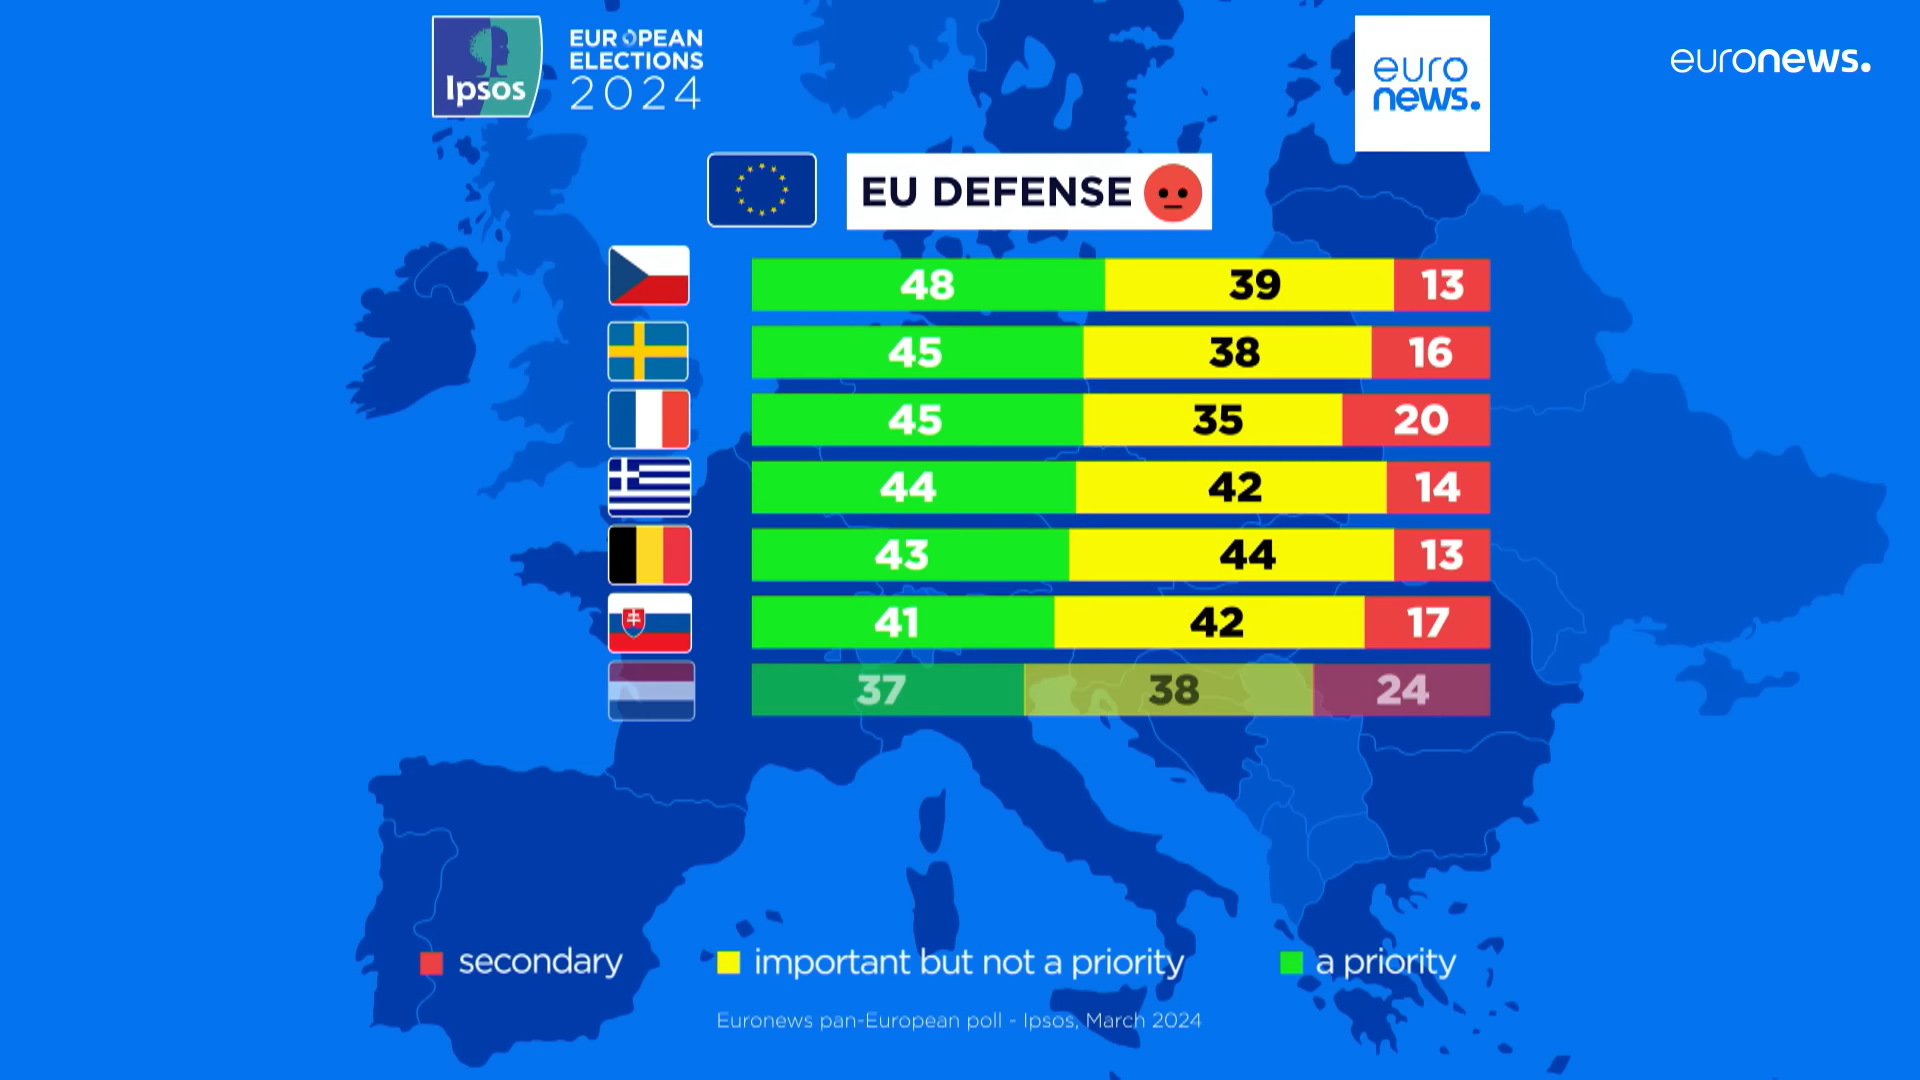 Ipsos
EUROPEAN
ELECTIONS
2024
euro
news.
euronews.
EU DEFENSE
48 39 13
45 38 16
45 35 20
44 42 14
43 44 13
41 42 17
37 38 24
secondary important but not a priority a priority
Euronews pan-European poll - Ipsos, March 2024